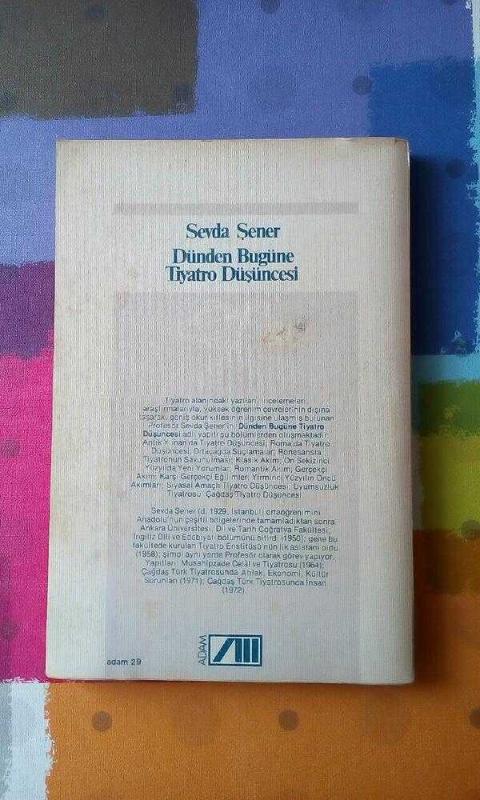 Sevda Şener
Dünden Bugüne
Tiyatro Düşüncesi
Tiyatro alanındaki yazıları, incelemeleri,
araştırmalarıyla, yüksek öğrenim çevrelerinin dışına
taşarak, geniş okur kitlesinin ilgisine ulaşmış bulunan
Profesör Sevda Şener'in, Dünden Bugüne Tiyatro
Düşüncesi adlı yapıtı şu bölümlerden oluşmaktadır:
Antik Yunan'da Tiyatro Düşüncesi; Roma'da Tiyatro
Düşüncesi; Ortaçağda Suçlamalar; Rönesansta
Tiyatronun Savunulması; Klasik Akım; On Sekizinci
Yüzyılda Yeni Yorumlar; Romantik Akım; Gerçekçi
Akım; Karşı Gerçekçi Eğilimler; Yirminci Yüzyılın Öncü
Akımları; Siyasal Amaçlı Tiyatro Düşüncesi; Uyumsuzluk
Tiyatrosu; Çağdaş Tiyatro Düşüncesi.
Sevda Şener (d. 1929, İstanbul) ortaöğrenimini
Anadolu'nun çeşitli bölgelerinde tamamladıktan sonra
Ankara Üniversitesi, Dil ve Tarih Coğrafya Fakültesi,
İngiliz Dili ve Edebiyatı bölümünü bitirdi (1950); gene bu
fakültede kurulan Tiyatro Enstitüsü'nün ilk asistanı oldu
(1958); şimdi aynı yerde Profesör olarak görev yapıyor.
Yapıtları: Musahipzade Celâl ve Tiyatrosu (1964);
Çağdaş Türk Tiyatrosunda Ahlak, Ekonomi, Kültür
Sorunları (1971); Çağdaş Türk Tiyatrosunda İnsan
(1972).
adam 29
ADAM